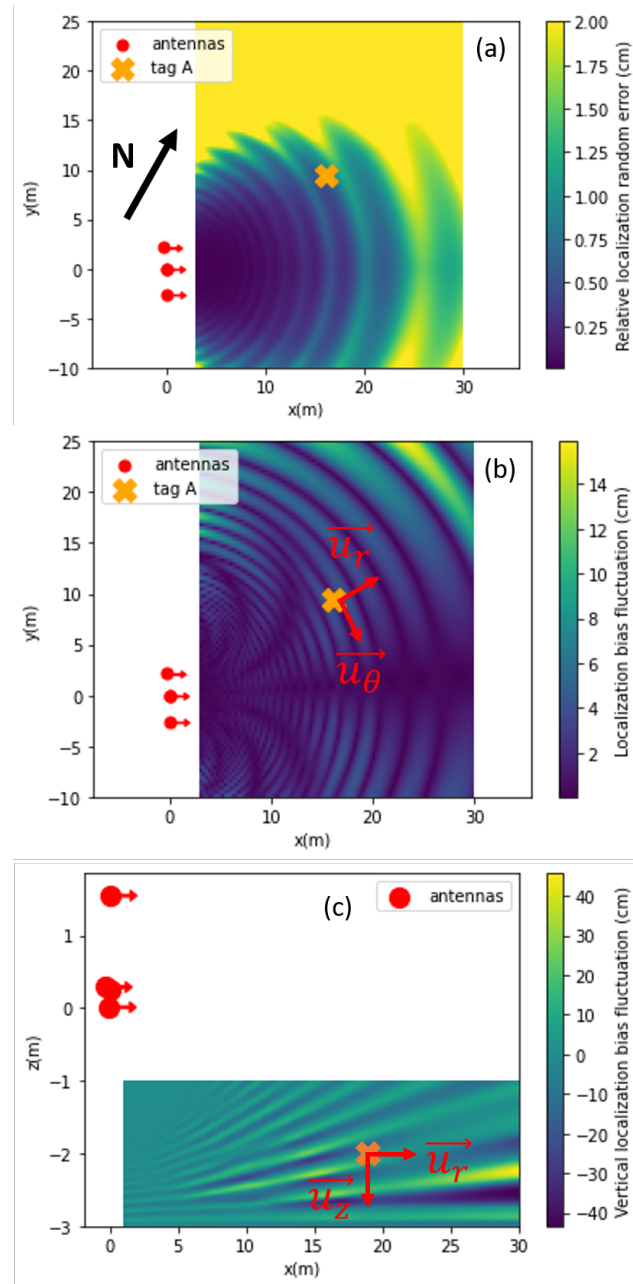 (a)
antennas
tag A
N
25
20
15
10
5
0
−5
−10
y(m)
0
10
20
30
x(m)
2.00
1.75
1.50
1.25
1.00
0.75
0.50
0.25
Relative localization random error (cm)
(b)
antennas
tag A
u_r
u_θ
25
20
15
10
5
0
−5
−10
y(m)
0
10
20
30
x(m)
14
12
10
8
6
4
2
Localization bias fluctuation (cm)
(c)
antennas
u_r
u_z
1
0
−1
−2
−3
z(m)
0
5
10
15
20
25
30
x(m)
40
30
20
10
0
−10
−20
−30
−40
Vertical localization bias fluctuation (cm)